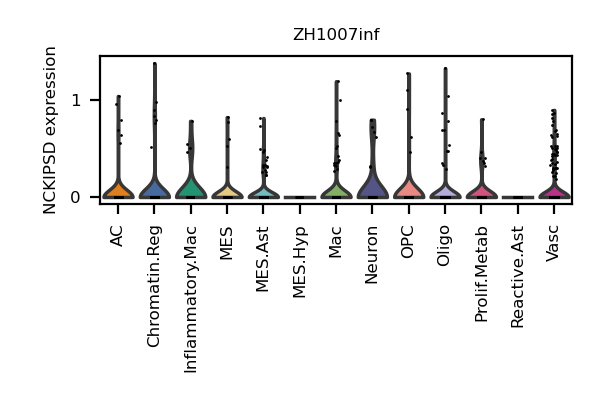 ZH1007inf
NCKIPSD expression
1
0
AC
Chromatin.Reg
Inflammatory.Mac
MES
MES.Ast
MES.Hyp
Mac
Neuron
OPC
Oligo
Prolif.Metab
Reactive.Ast
Vasc